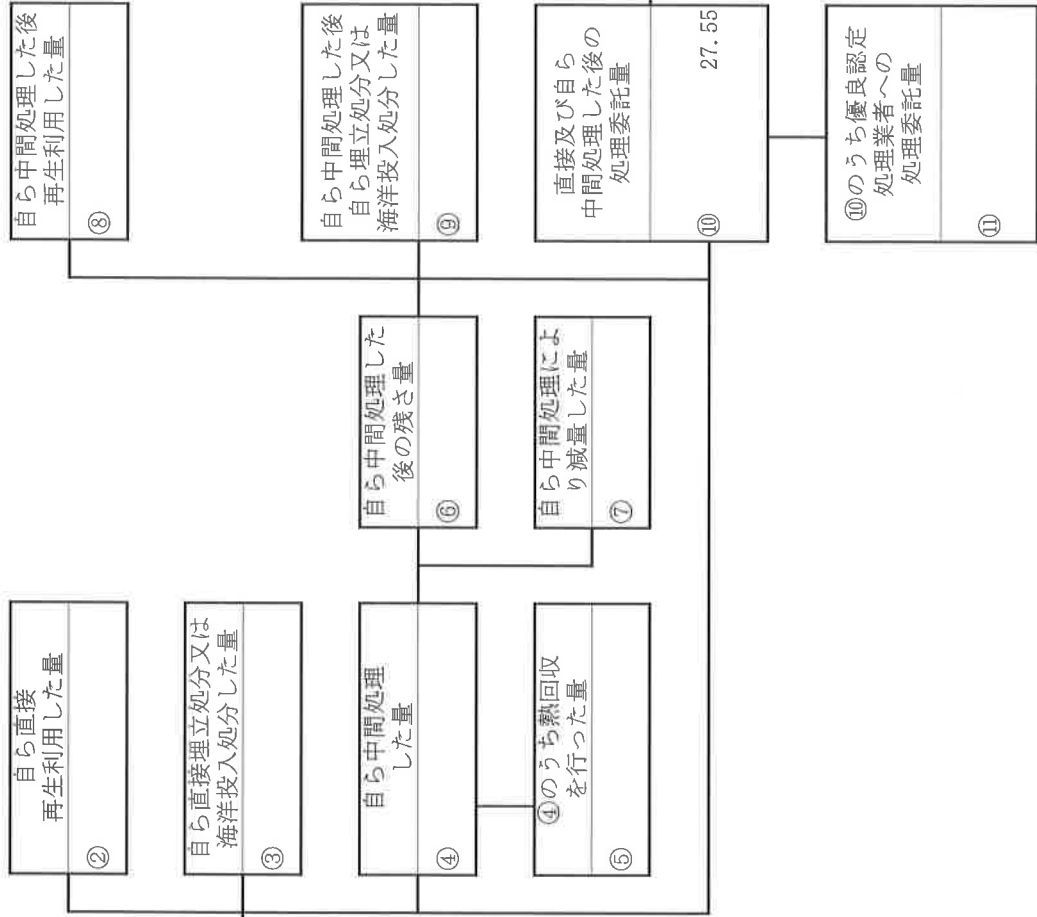 自ら直接
再生利用した量
②
自ら直接埋立処分又は
海洋投入処分した量
③
自ら中間処理
した量
④
④のうち熱回収
を行った量
⑤
自ら中間処理した
後の残さ量
⑥
自ら中間処理によ
り減量した量
⑦
自ら中間処理した後
再生利用した量
⑧
自ら中間処理した後
自ら埋立処分又は
海洋投入処分した量
⑨
直接及び自ら
中間処理した後の
処理委託量
⑩
27.55
⑩のうち優良認定
処理業者への
処理委託量
⑪